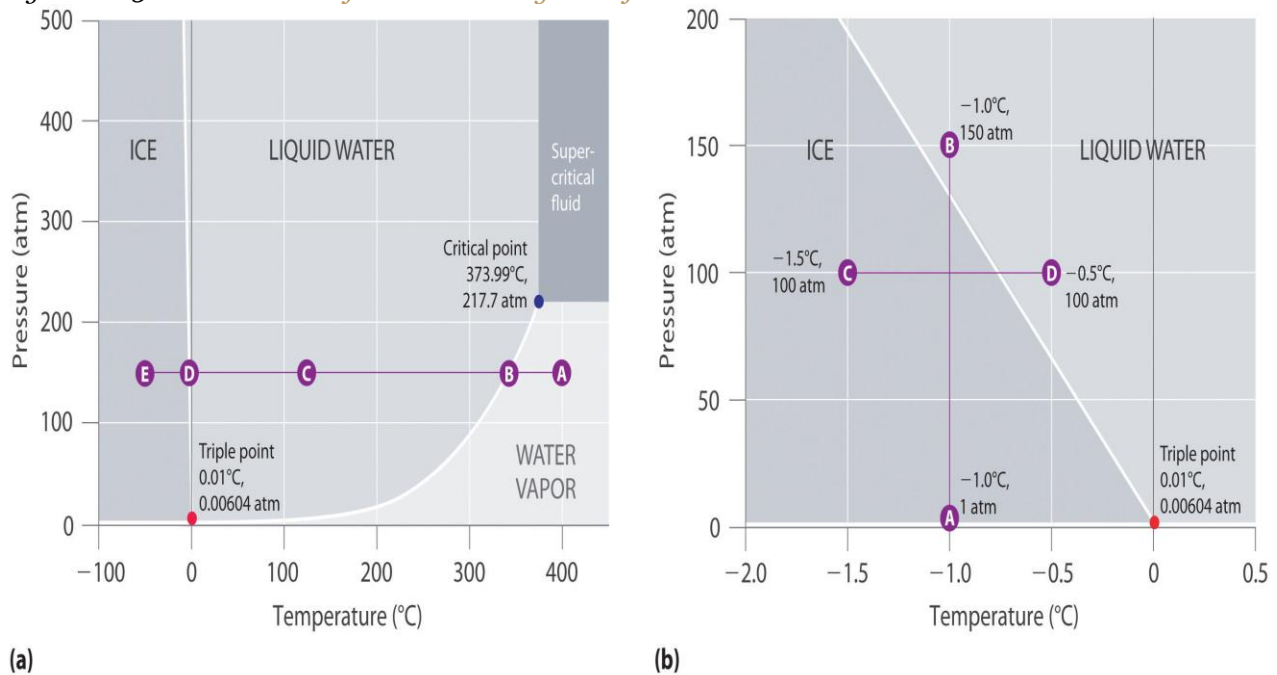 500
400
300
200
100
0
Pressure (atm)
ICE
LIQUID WATER
Super-
critical
fluid
Critical point
373.99°C,
217.7 atm
E
D
C
B
A
Triple point
0.01°C,
0.00604 atm
WATER
VAPOR
−100
0
100
200
300
400
Temperature (°C)
(a)
200
150
100
50
0
Pressure (atm)
ICE
−1.0°C,
150 atm
B
LIQUID WATER
−1.5°C,
100 atm
C
D
−0.5°C,
100 atm
−1.0°C,
1 atm
A
Triple point
0.01°C,
0.00604 atm
−2.0
−1.5
−1.0
−0.5
0
0.5
Temperature (°C)
(b)